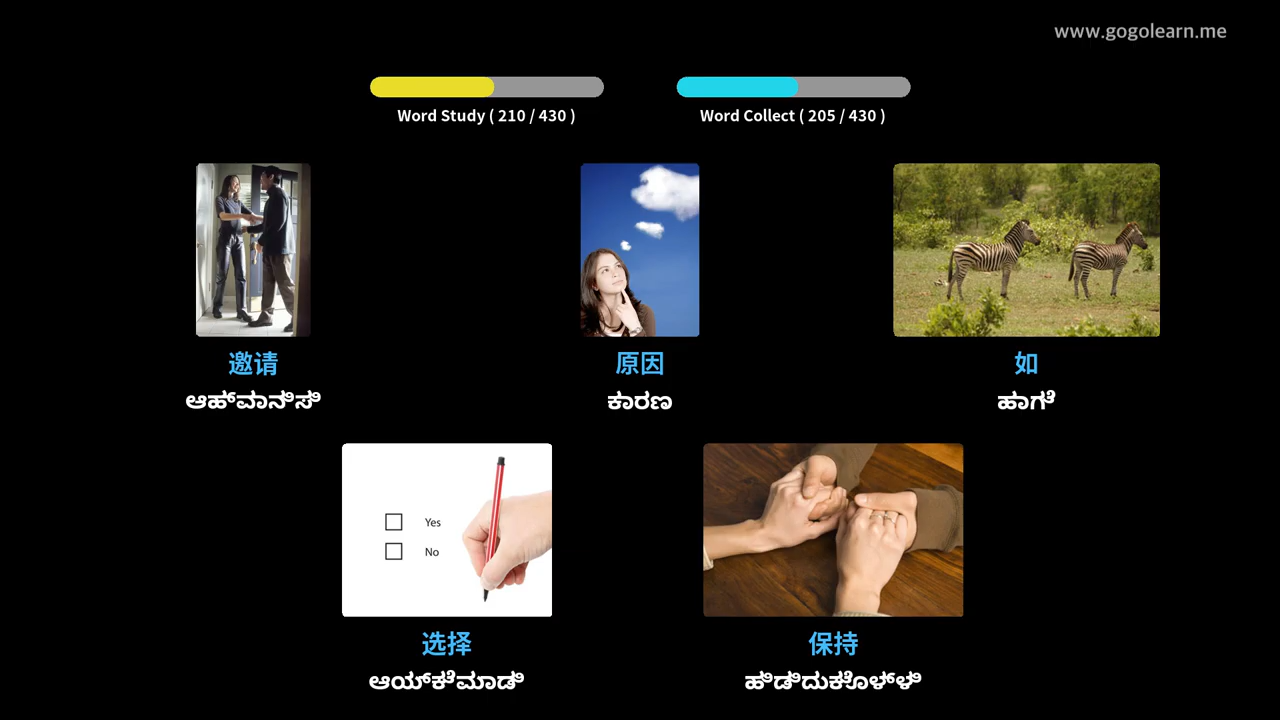 www.gogolearn.me
Word Study ( 210 / 430 )
Word Collect ( 205 / 430 )
邀请
原因
如
ಆಹ್ವಾನಿಸಿ
ಕಾರಣ
ಹಾಗೆ
Yes
No
选择
保持
ಆಯ್ಕೆಮಾಡಿ
ಹಿಡಿದುಕೊಳ್ಳಿ